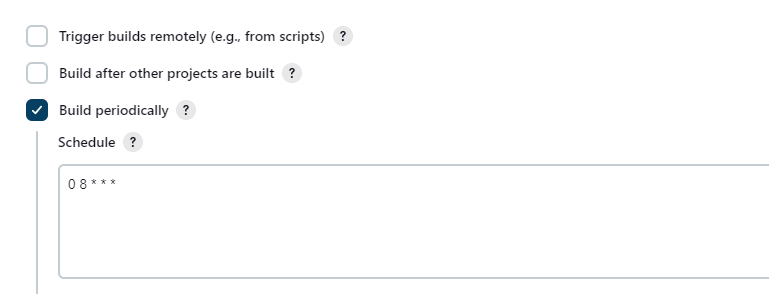 Trigger builds remotely (e.g., from scripts) ?
Build after other projects are built ?
Build periodically ?
Schedule ?
0 8 * * *